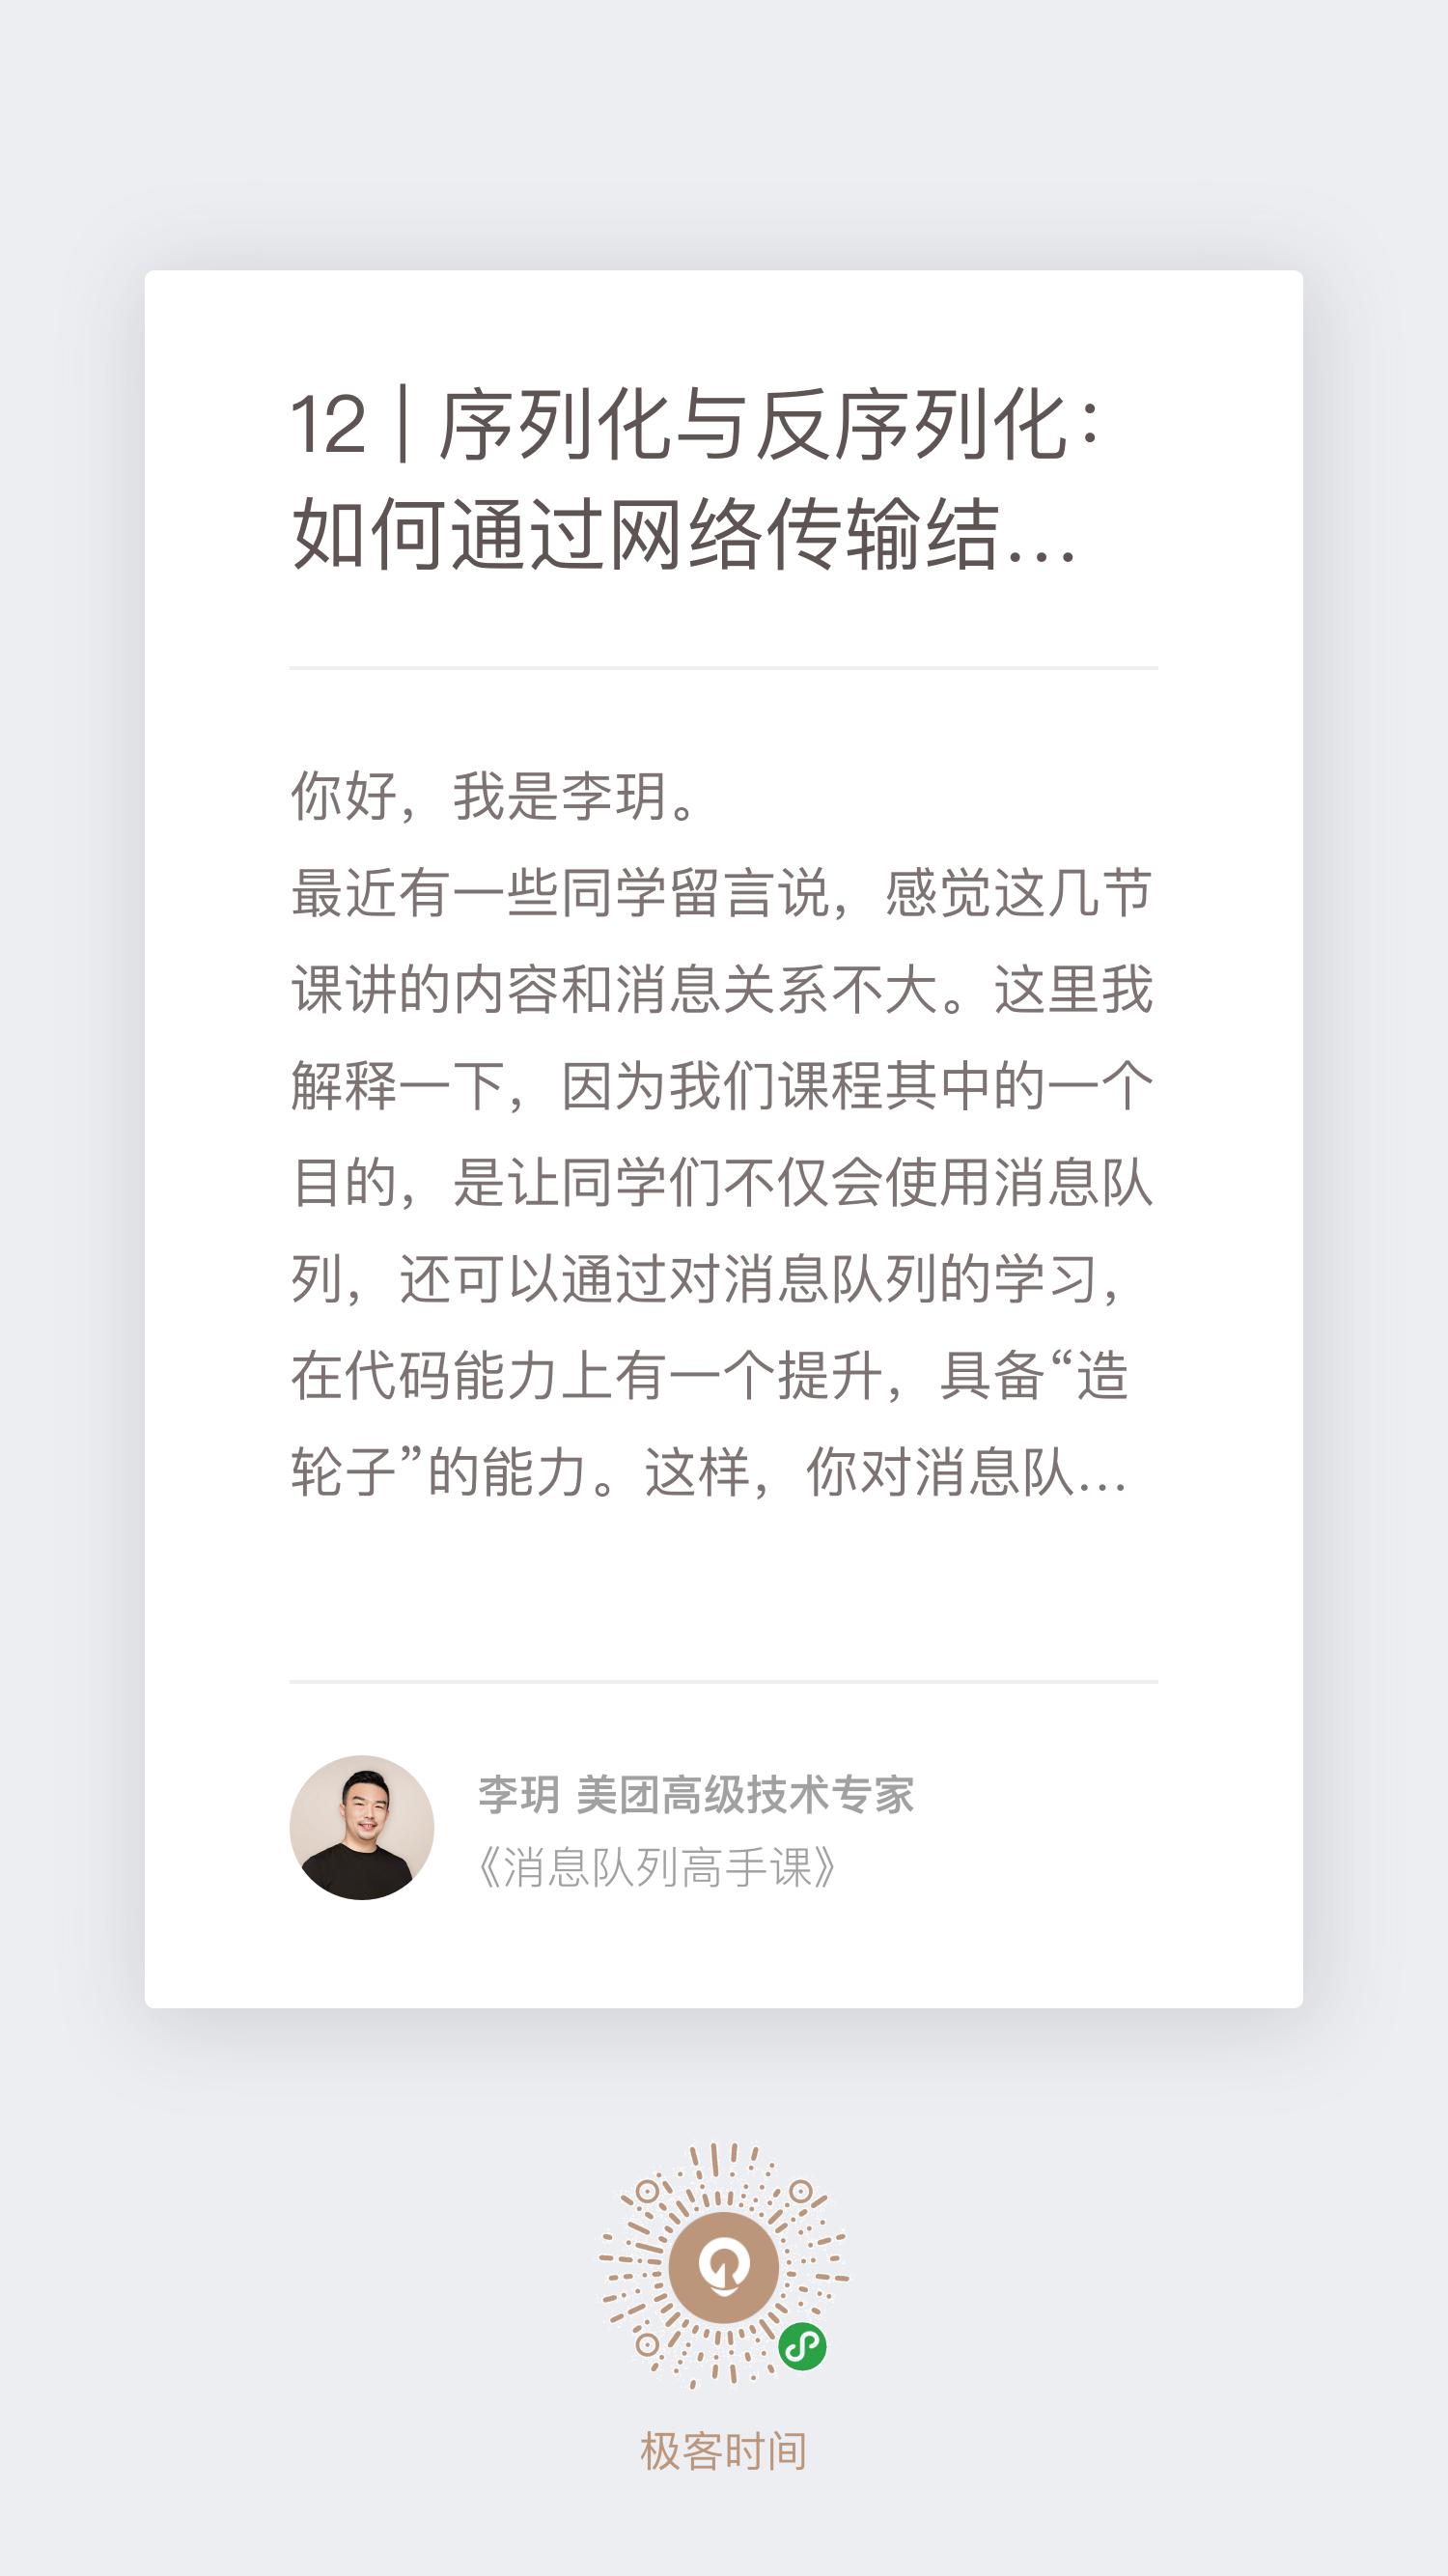 12 | 序列化与反序列化：
如何通过网络传输结...
你好，我是李玥。
最近有一些同学留言说，感觉这几节
课讲的内容和消息关系不大。这里我
解释一下，因为我们课程其中的一个
目的，是让同学们不仅会使用消息队
列，还可以通过对消息队列的学习，
在代码能力上有一个提升，具备“造
轮子”的能力。这样，你对消息队...
李玥 美团高级技术专家
《消息队列高手课》
极客时间